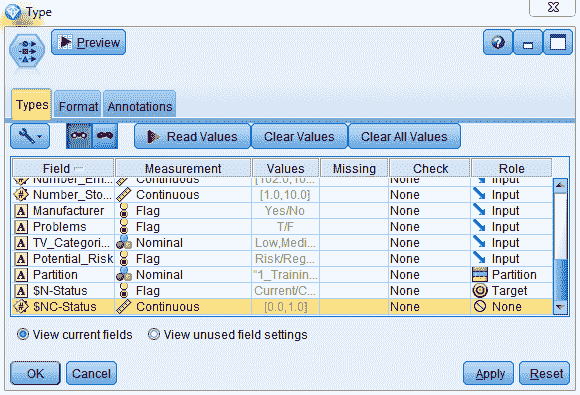 Type
Preview
Types Format Annotations
Read Values Clear Values Clear All Values
Field Measurement Values Missing Check Role
Number_Em... Continuous [102.0,10... None Input
Number_Sto... Continuous [1.0,10.0] None Input
Manufacturer Flag Yes/No None Input
Problems Flag T/F None Input
TV_Categori... Nominal Low,Medi... None Input
Potential_Risk Flag Risk/Reg... None Input
Partition Nominal "1_Trainin... None Partition
$N-Status Flag Current/C... None Target
$NC-Status Continuous [0.0,1.0] None None
View current fields View unused field settings
OK Cancel Apply Reset